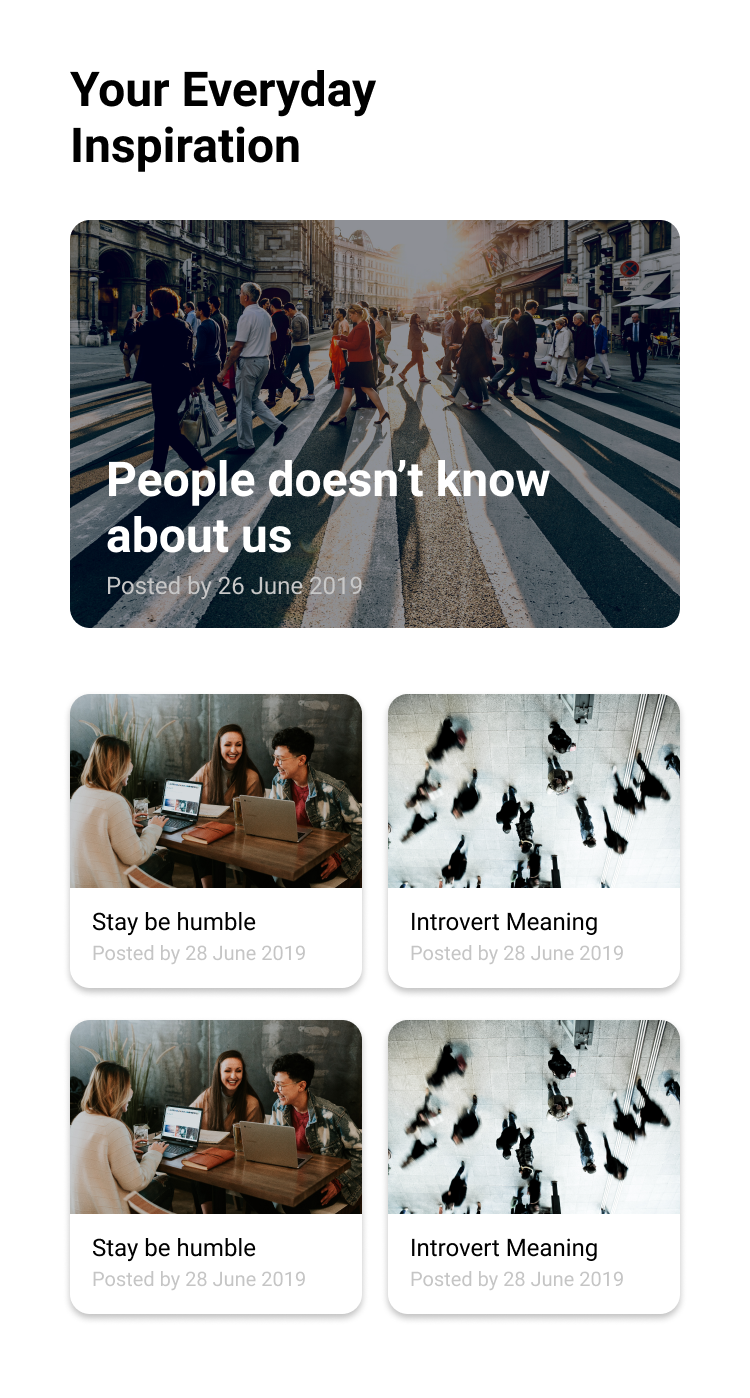 Your Everyday
Inspiration
People doesn’t know
about us
Posted by 26 June 2019
Stay be humble
Posted by 28 June 2019
Introvert Meaning
Posted by 28 June 2019
Stay be humble
Posted by 28 June 2019
Introvert Meaning
Posted by 28 June 2019